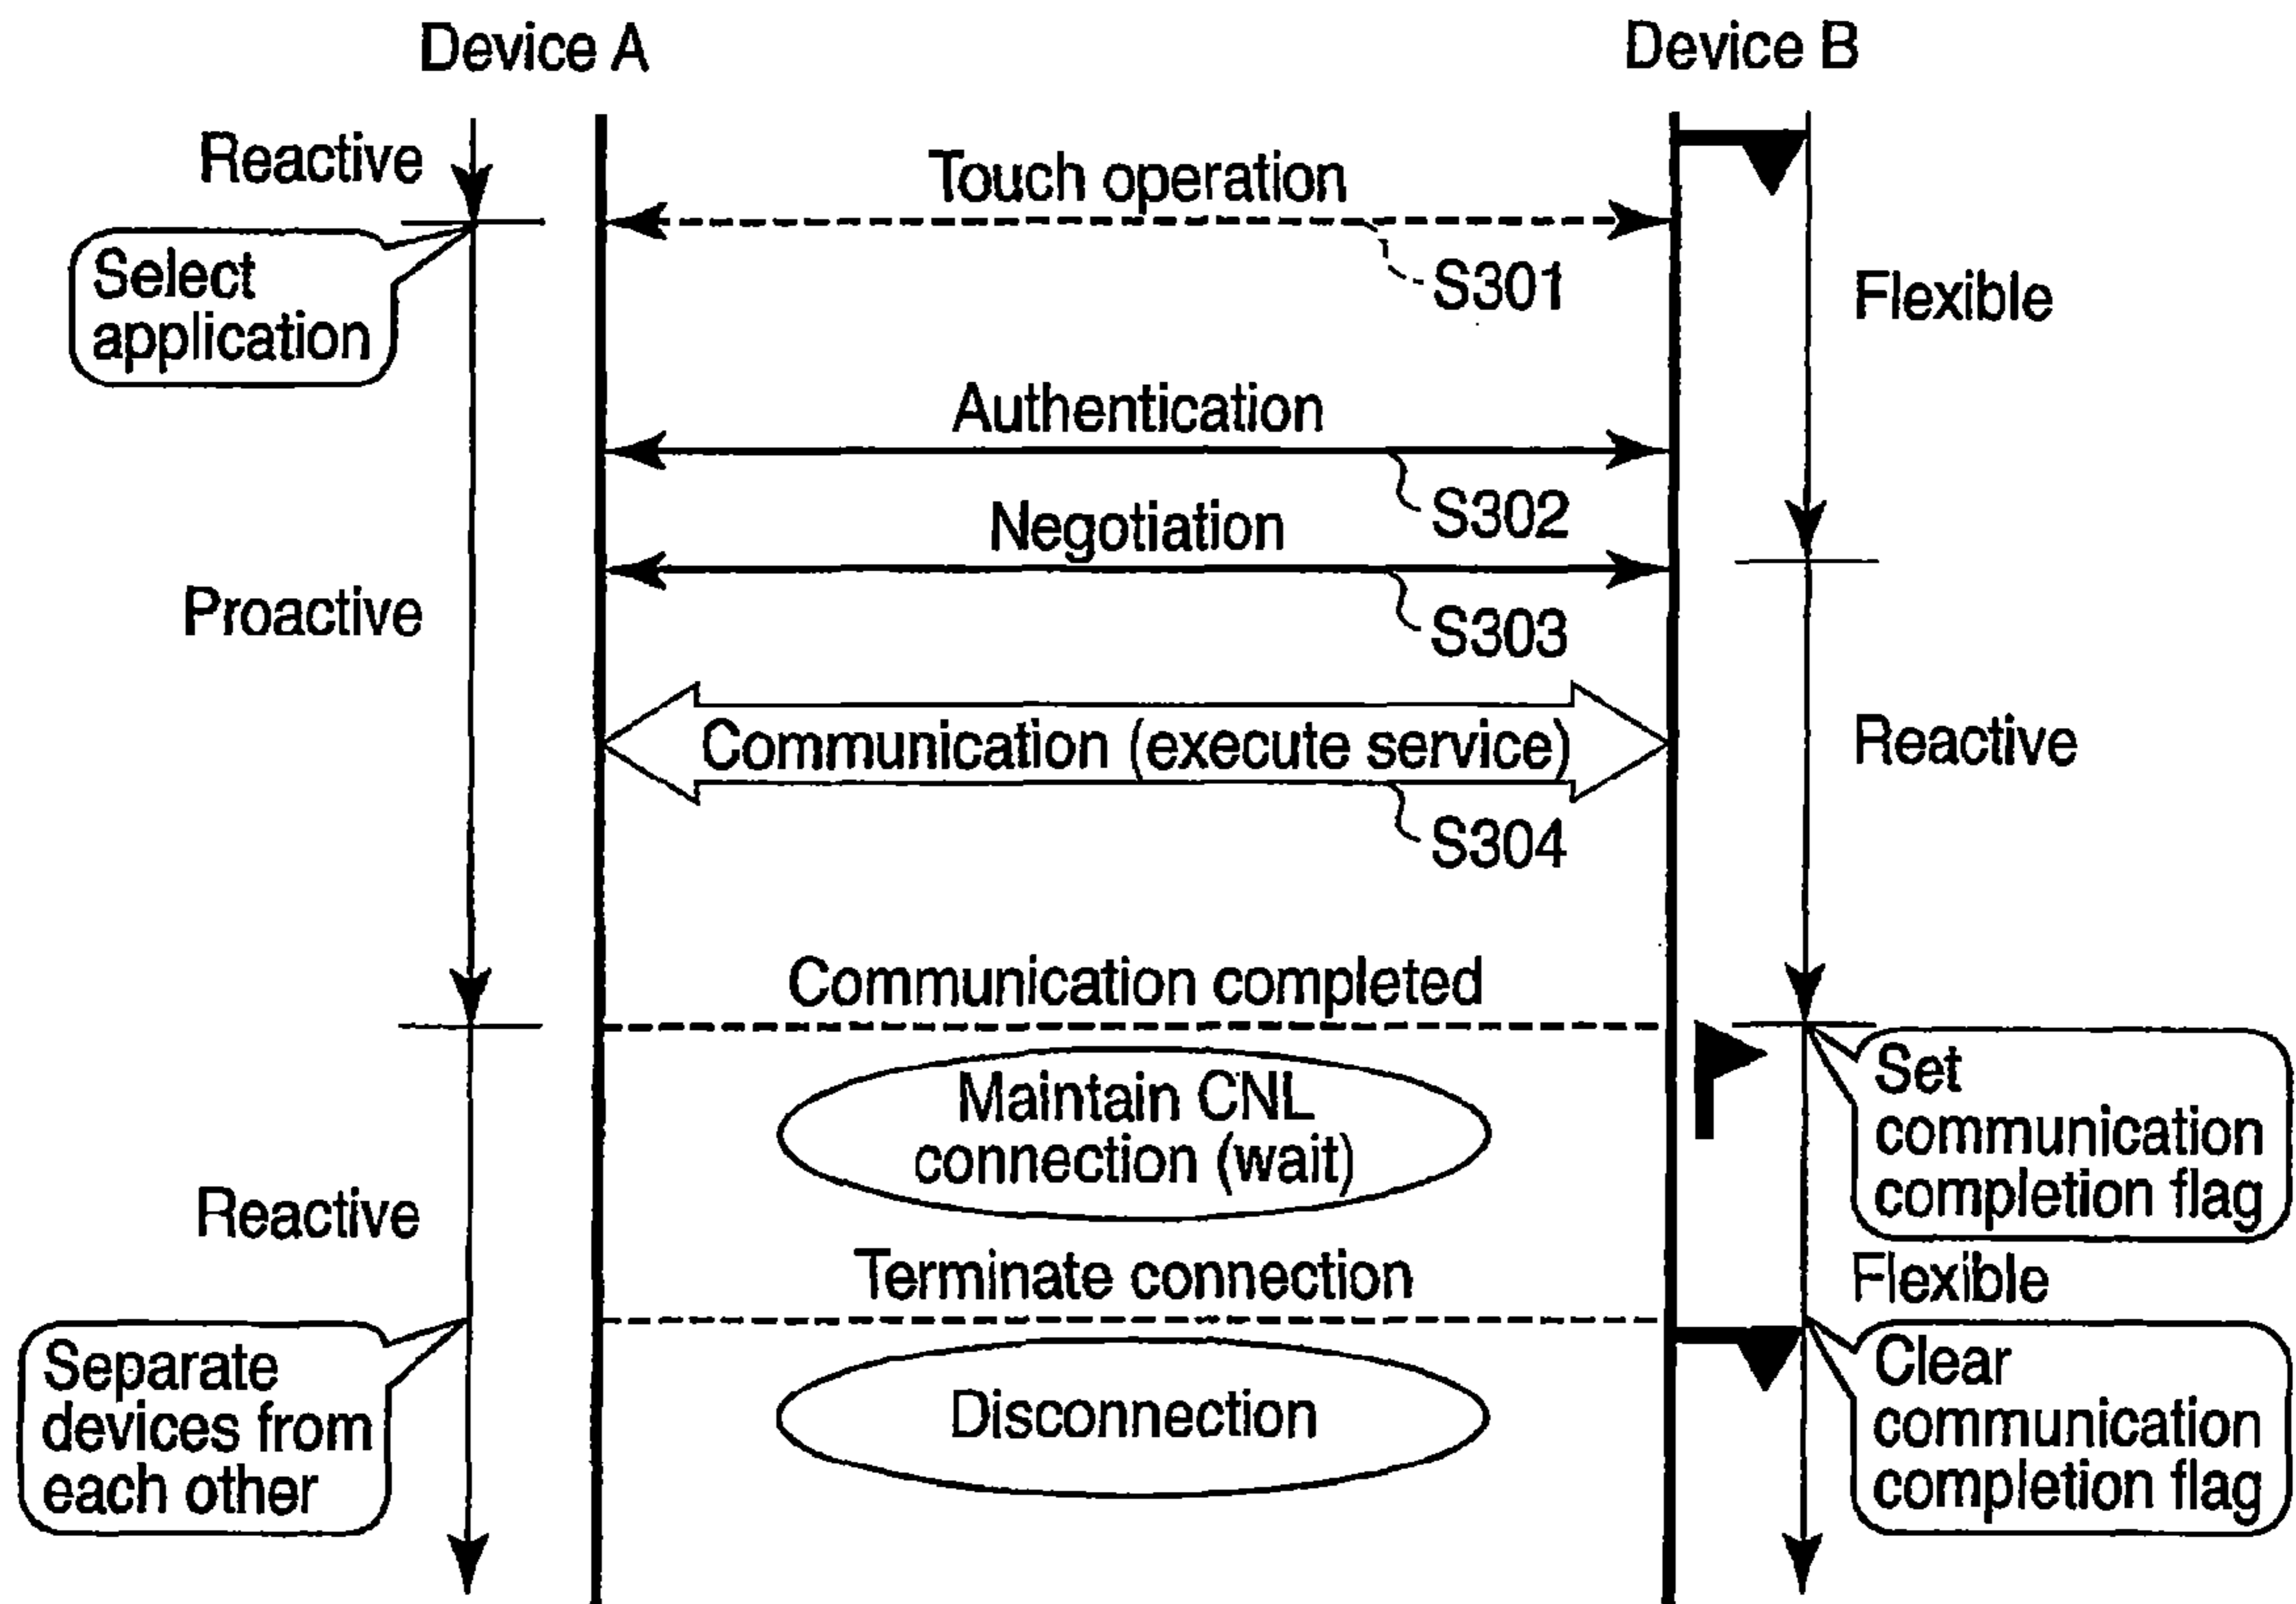 Device A
Device B
Reactive
Touch operation
Select
application
S301
Flexible
Authentication
S302
Negotiation
Proactive
S303
Communication (execute service)
Reactive
S304
Communication completed
Maintain CNL
connection (wait)
Set
communication
completion flag
Reactive
Terminate connection
Flexible
Separate
devices from
each other
Disconnection
Clear
communication
completion flag